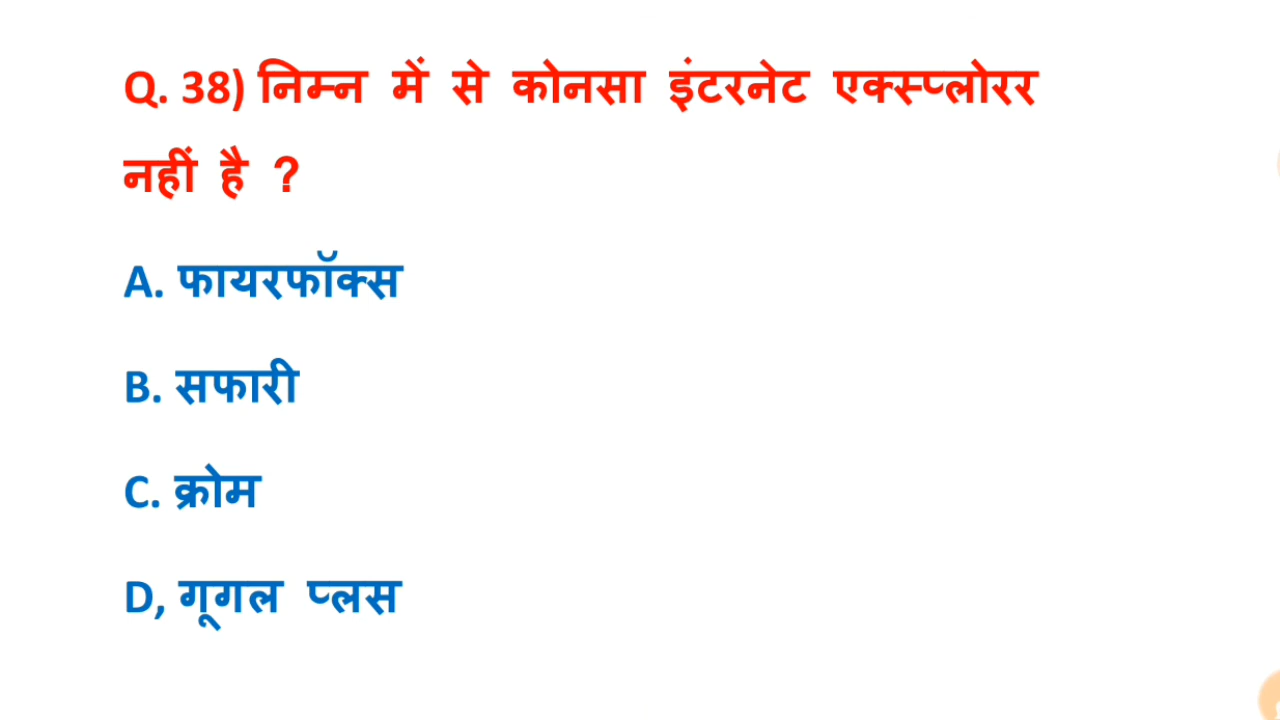 Q. 38) निम्न में से कोनसा इंटरनेट एक्स्प्लोरर
नहीं है ?
A. फायरफॉक्स
B. सफारी
C. क्रोम
D, गूगल प्लस